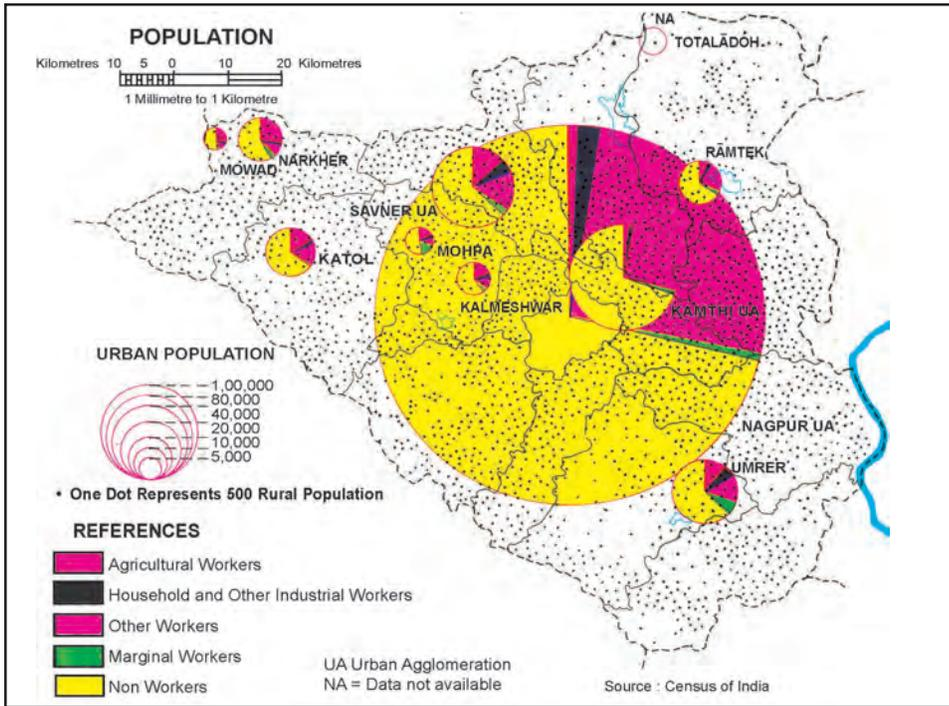 POPULATION
Kilometres 10 5 0 10 20 Kilometres
1 Millimetre to 1 Kilometre
NA
TOTALADOH
RAMTEK
MOWAD
NARKHER
SAVNER UA
KATOL
MOHPA
KALMESHWAR
KAMTHI UA
NAGPUR UA
UMRER
URBAN POPULATION
1,00,000
80,000
40,000
20,000
10,000
5,000
• One Dot Represents 500 Rural Population
REFERENCES
Agricultural Workers
Household and Other Industrial Workers
Other Workers
Marginal Workers
Non Workers
UA Urban Agglomeration
NA = Data not available
Source : Census of India